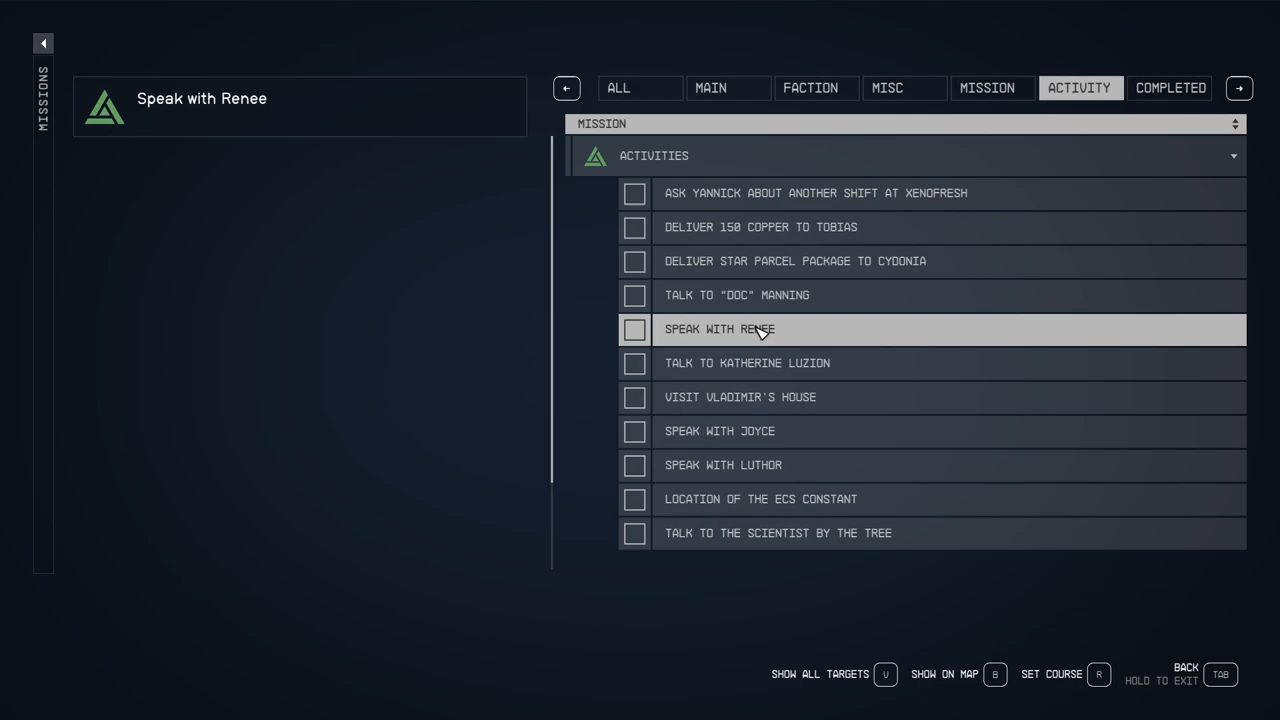 MISSIONS
Speak with Renee
ALL
MAIN
FACTION
MISC
MISSION
ACTIVITY
COMPLETED
MISSION
ACTIVITIES
ASK YANNICK ABOUT ANOTHER SHIFT AT XENOFRESH
DELIVER 150 COPPER TO TOBIAS
DELIVER STAR PARCEL PACKAGE TO CYDONIA
TALK TO "DOC" MANNING
SPEAK WITH RENEE
TALK TO KATHERINE LUZION
VISIT VLADIMIR'S HOUSE
SPEAK WITH JOYCE
SPEAK WITH LUTHOR
LOCATION OF THE ECS CONSTANT
TALK TO THE SCIENTIST BY THE TREE
SHOW ALL TARGETS V
SHOW ON MAP B
SET COURSE R
BACK
HOLD TO EXIT
TAB